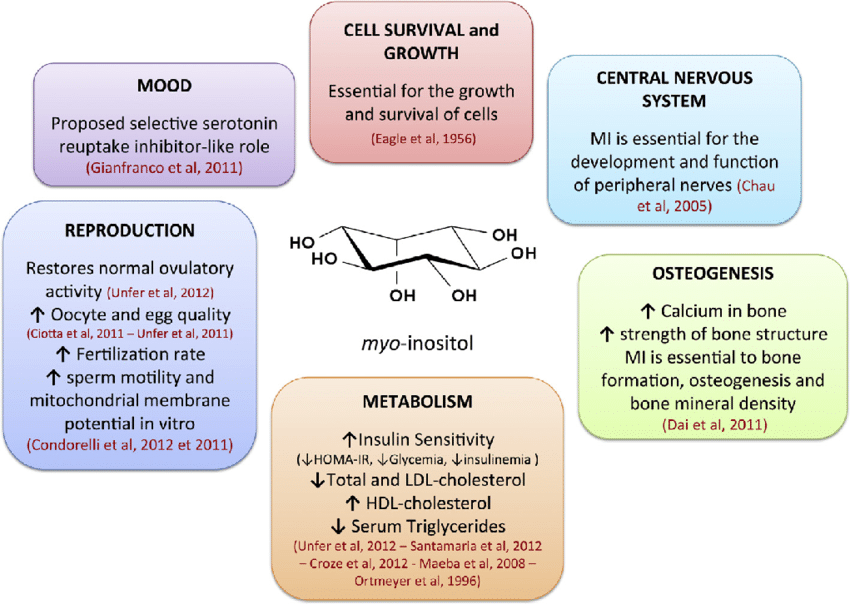 CELL SURVIVAL and
GROWTH
Essential for the growth
and survival of cells
(Eagle et al, 1956)
MOOD
Proposed selective serotonin
reuptake inhibitor-like role
(Gianfranco et al, 2011)
CENTRAL NERVOUS
SYSTEM
MI is essential for the
development and function
of peripheral nerves (Chau
et al, 2005)
REPRODUCTION
Restores normal ovulatory
activity (Unfer et al, 2012)
↑ Oocyte and egg quality
(Ciotta et al, 2011 – Unfer et al, 2011)
↑ Fertilization rate
↑ sperm motility and
mitochondrial membrane
potential in vitro
(Condorelli et al, 2012 et 2011)
HO
HO
OH
OH
OH
OH
myo-inositol
OSTEOGENESIS
↑ Calcium in bone
↑ strength of bone structure
MI is essential to bone
formation, osteogenesis and
bone mineral density
(Dai et al, 2011)
METABOLISM
↑Insulin Sensitivity
(↓HOMA-IR, ↓Glycemia, ↓insulinemia )
↓Total and LDL-cholesterol
↑ HDL-cholesterol
↓ Serum Triglycerides
(Unfer et al, 2012 – Santamaria et al, 2012
– Croze et al, 2012 - Maeba et al, 2008 –
Ortmeyer et al, 1996)